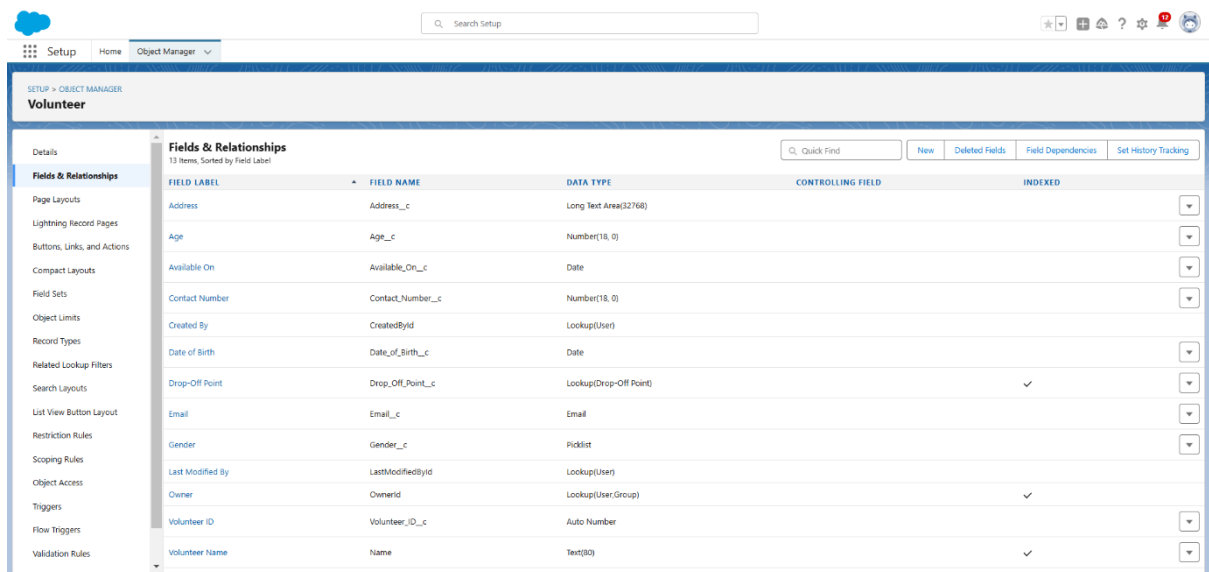 Search Setup
12
Setup Home Object Manager
SETUP > OBJECT MANAGER
Volunteer
Details
Fields & Relationships
Page Layouts
Lightning Record Pages
Buttons, Links, and Actions
Compact Layouts
Field Sets
Object Limits
Record Types
Related Lookup Filters
Search Layouts
List View Button Layout
Restriction Rules
Scoping Rules
Object Access
Triggers
Flow Triggers
Validation Rules
Fields & Relationships
13 Items, Sorted by Field Label
Quick Find New Deleted Fields Field Dependencies Set History Tracking
FIELD LABEL FIELD NAME DATA TYPE CONTROLLING FIELD INDEXED
Address Address__c Long Text Area(32768)
Age Age__c Number(18, 0)
Available On Available_On__c Date
Contact Number Contact_Number__c Number(18, 0)
Created By CreatedById Lookup(User)
Date of Birth Date_of_Birth__c Date
Drop-Off Point Drop_Off_Point__c Lookup(Drop-Off Point)
Email Email__c Email
Gender Gender__c Picklist
Last Modified By LastModifiedById Lookup(User)
Owner OwnerId Lookup(User,Group)
Volunteer ID Volunteer_ID__c Auto Number
Volunteer Name Name Text(80)